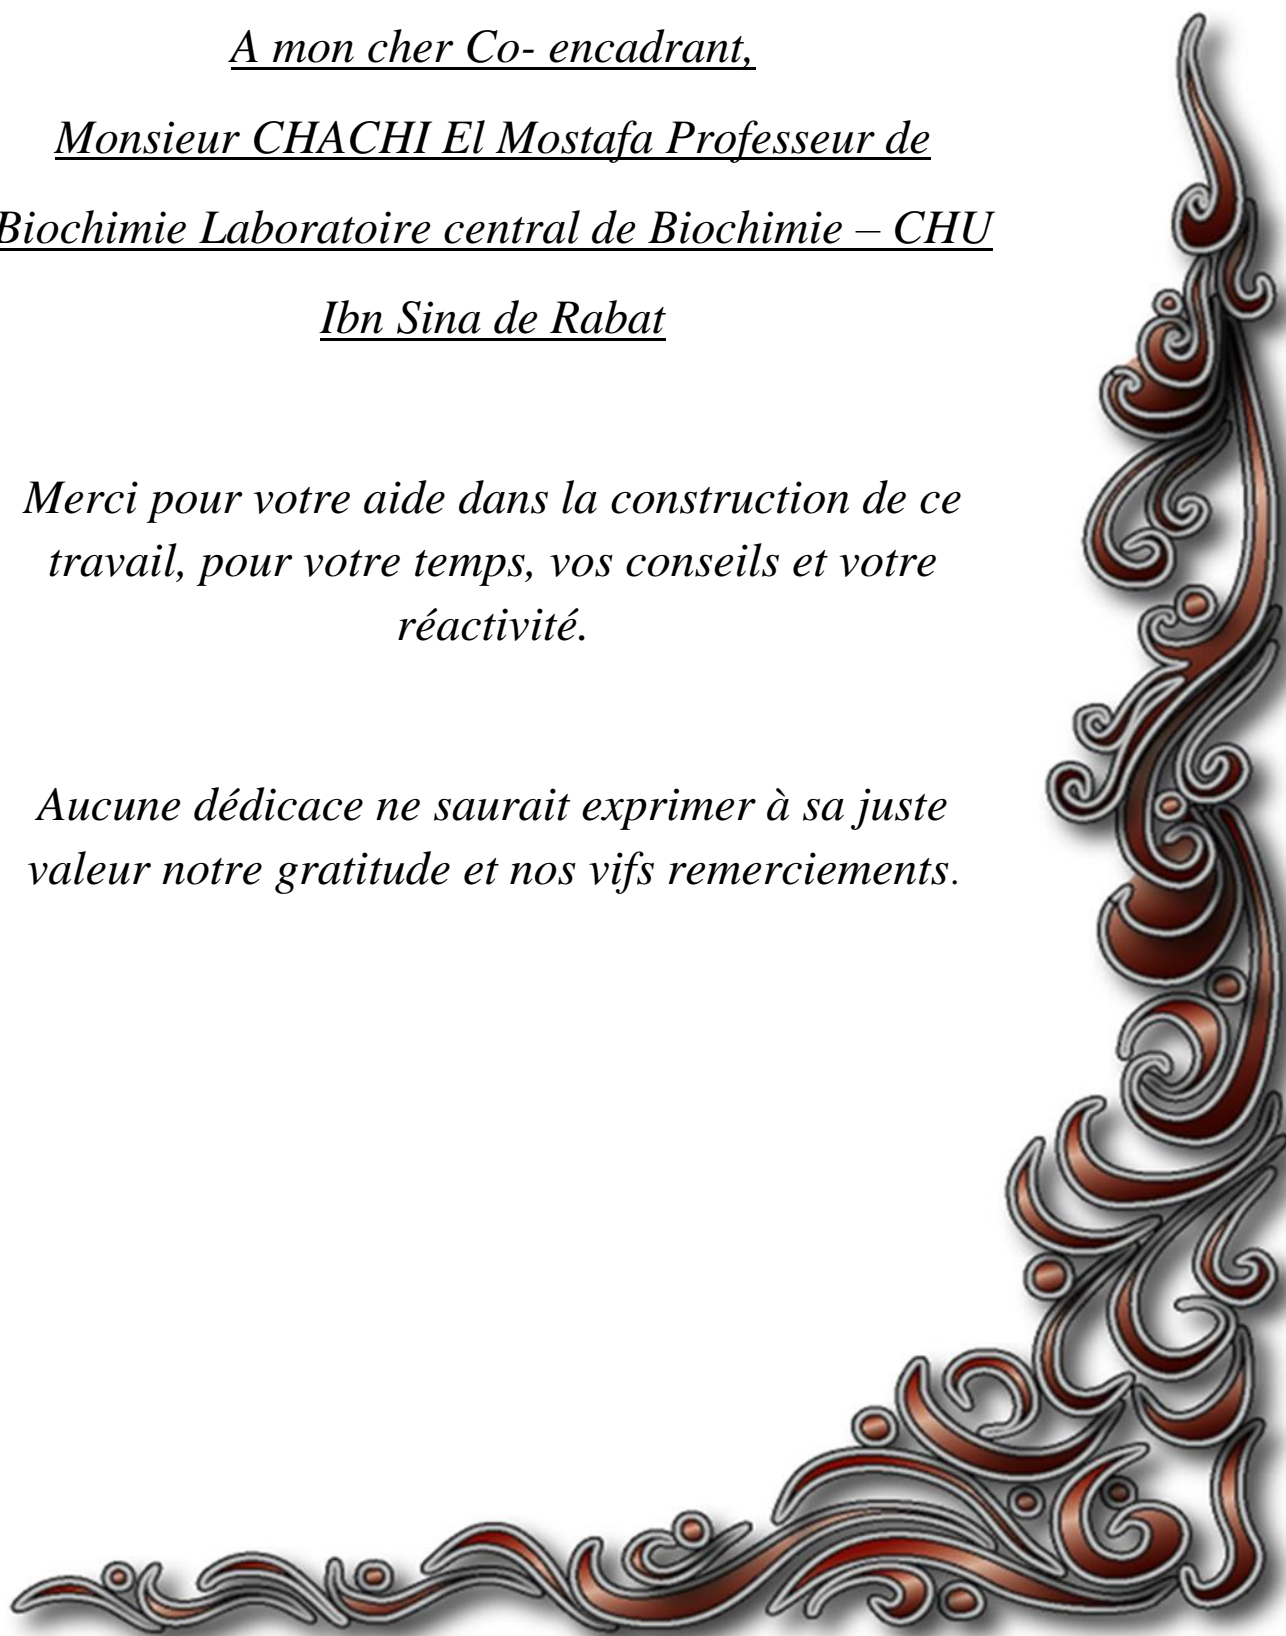 A mon cher Co- encadrant,
Monsieur CHACHI El Mostafa Professeur de
Biochimie Laboratoire central de Biochimie – CHU
Ibn Sina de Rabat
Merci pour votre aide dans la construction de ce
travail, pour votre temps, vos conseils et votre
réactivité.
Aucune dédicace ne saurait exprimer à sa juste
valeur notre gratitude et nos vifs remerciements.